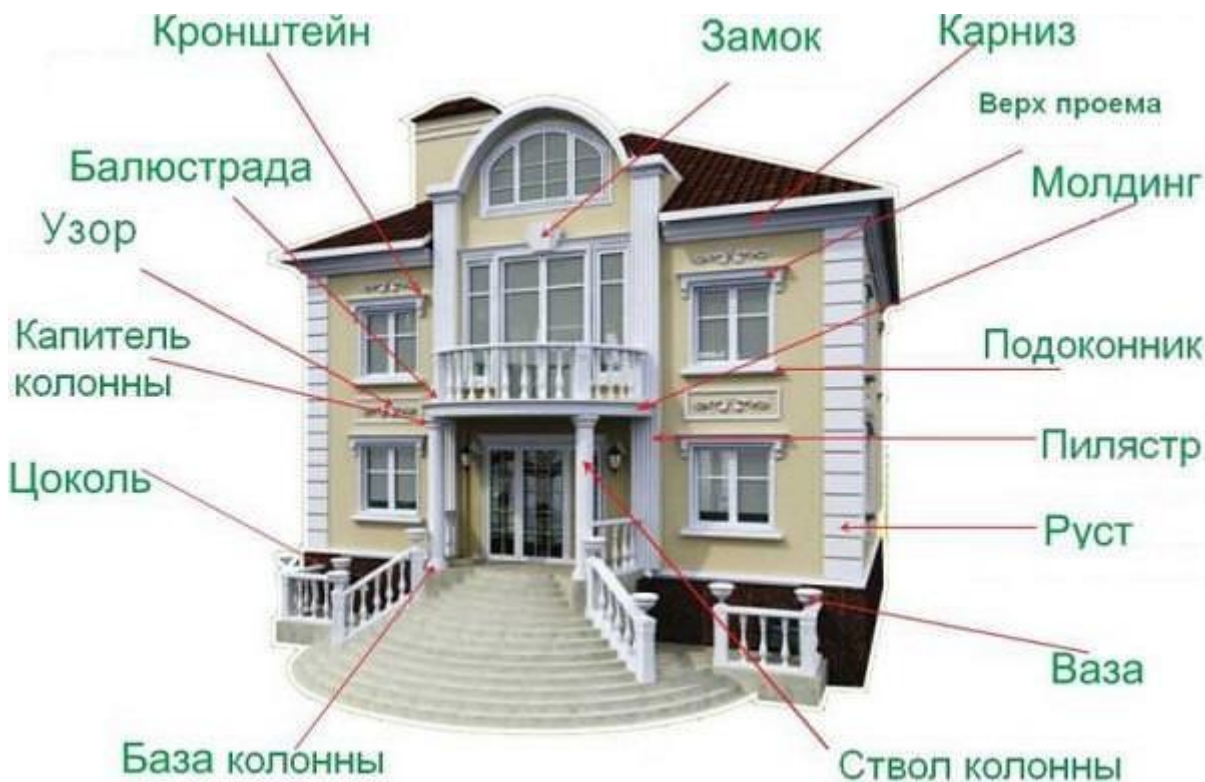 Кронштейн
Замок
Карниз
Верх проема
Балюстрада
Молдинг
Узор
Капитель
колонны
Подоконник
Пилястр
Цоколь
Руст
Ваза
База колонны
Ствол колонны